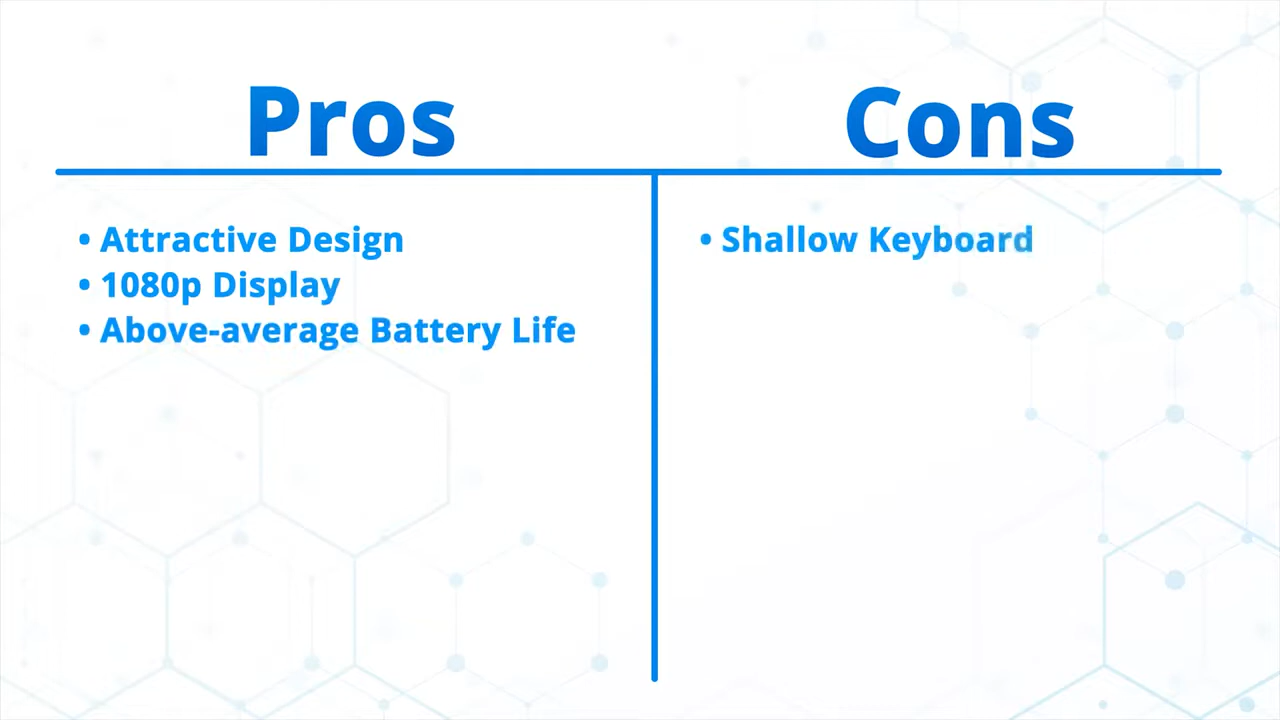 Pros
Cons
• Attractive Design
• 1080p Display
• Above-average Battery Life
• Shallow Keyboard